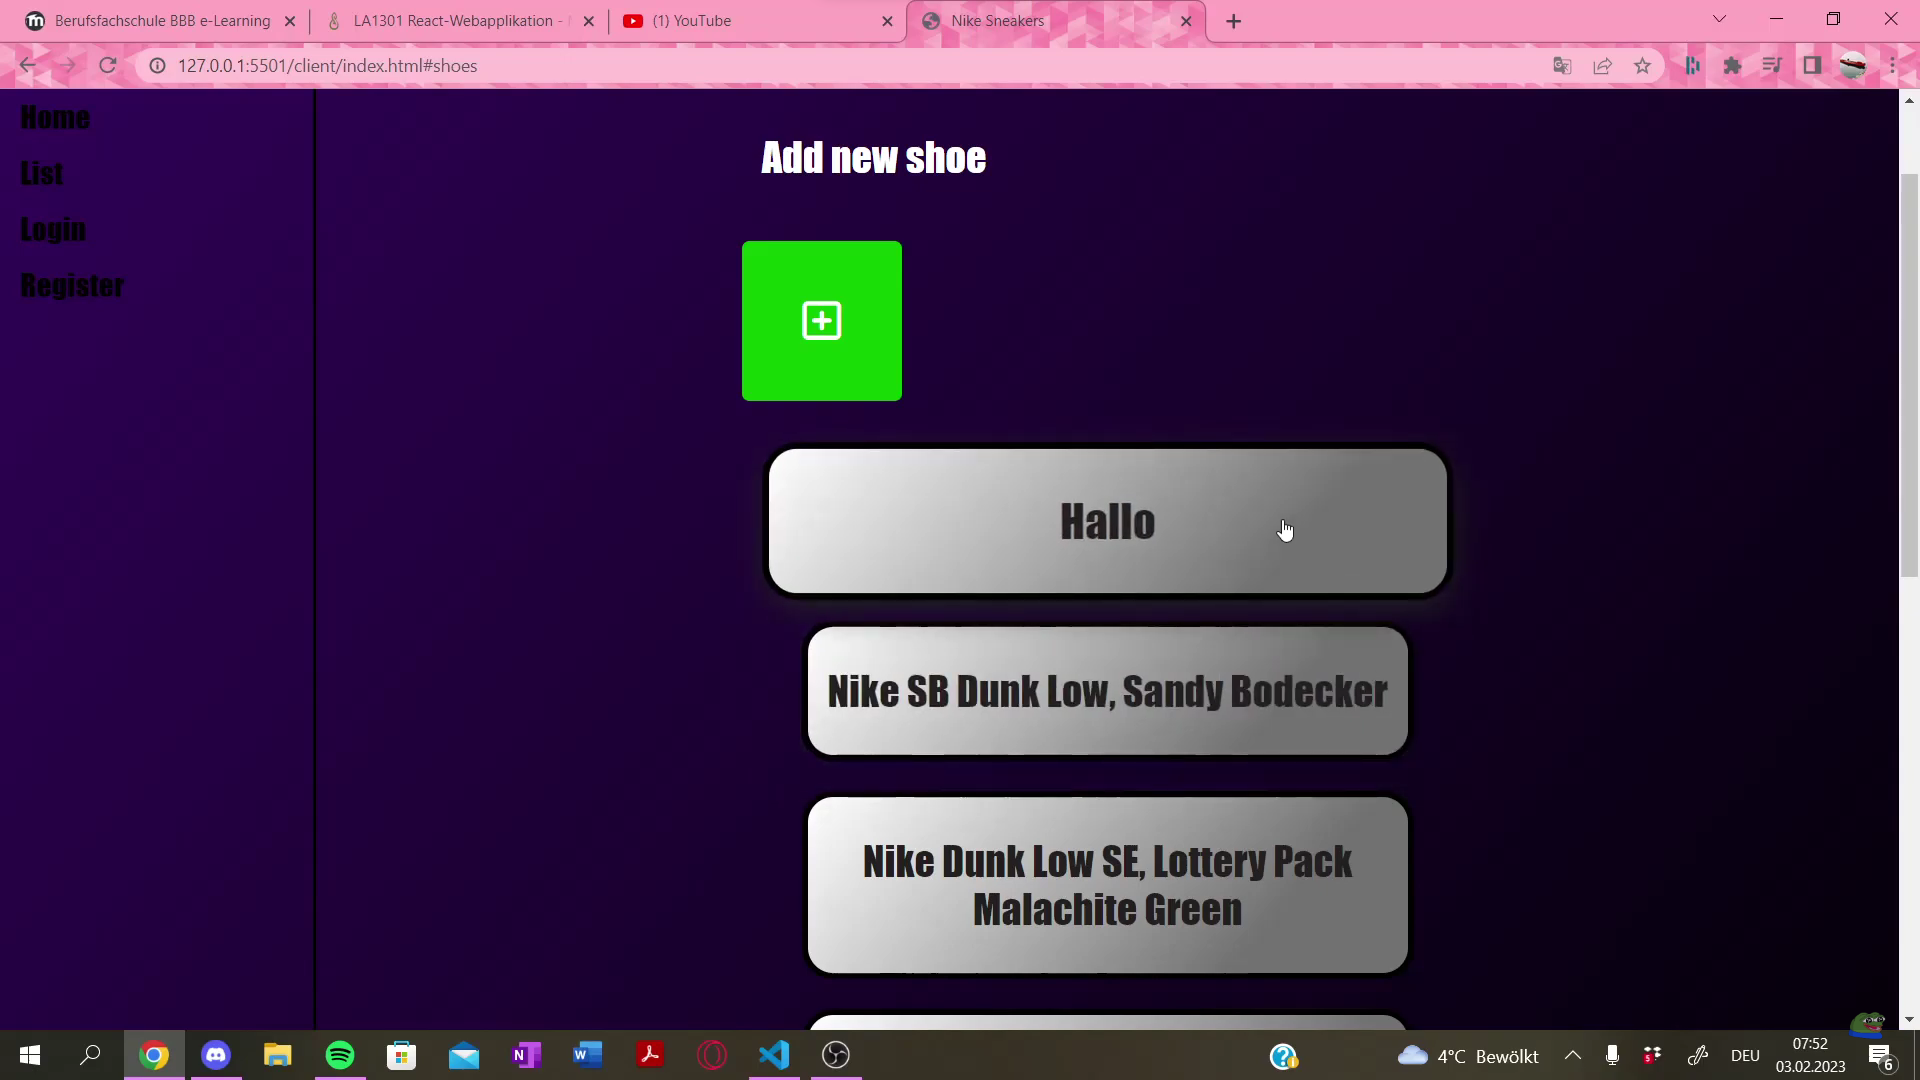 Berufsfachschule BBB e-Learning
LA1301 React-Webapplikation -
(1) YouTube
Nike Sneakers
127.0.0.1:5501/client/index.html#shoes
Home
List
Login
Register
Add new shoe
Hallo
Nike SB Dunk Low, Sandy Bodecker
Nike Dunk Low SE, Lottery Pack
Malachite Green
4°C Bewölkt
DEU
07:52
03.02.2023
6